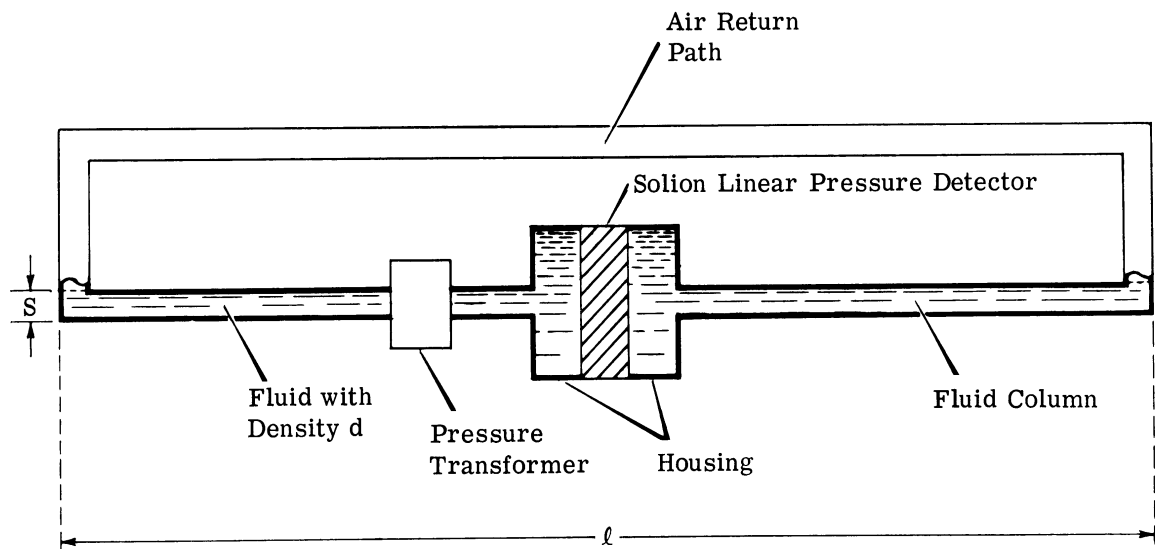 Air Return
Path
Solion Linear Pressure Detector
S
Fluid with
Density d
Pressure
Transformer
Housing
Fluid Column
ℓ